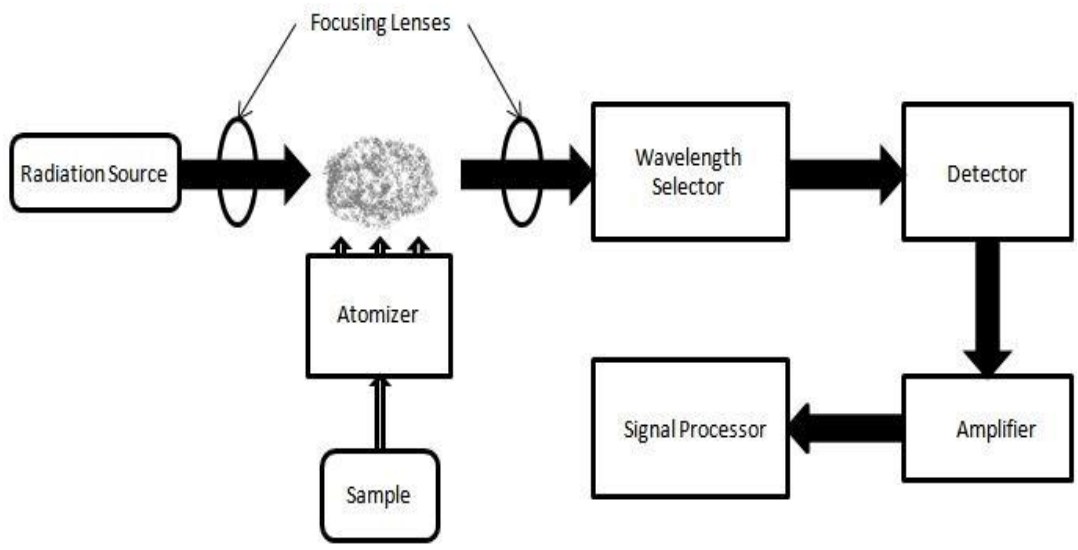 Focusing Lenses
Radiation Source
Wavelength
Selector
Detector
Atomizer
Signal Processor
Amplifier
Sample